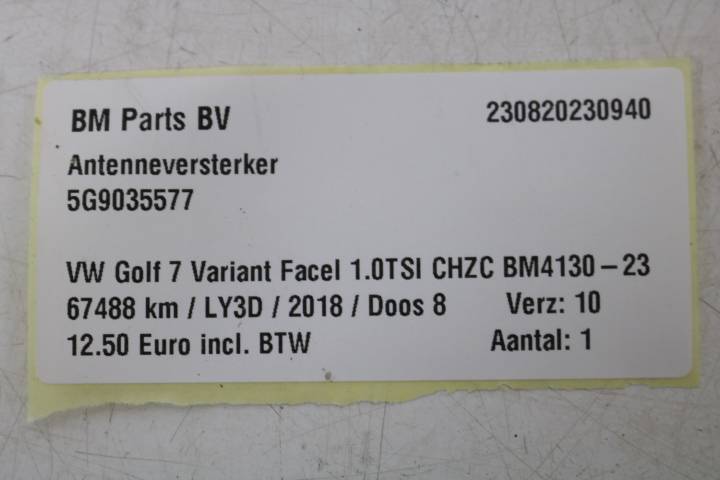 BM Parts BV 230820230940
Antenneversterker
5G9035577
VW Golf 7 Variant Facel 1.0TSI CHZC BM4130-23
67488 km / LY3D / 2018 / Doos 8 Verz: 10
12.50 Euro incl. BTW Aantal: 1